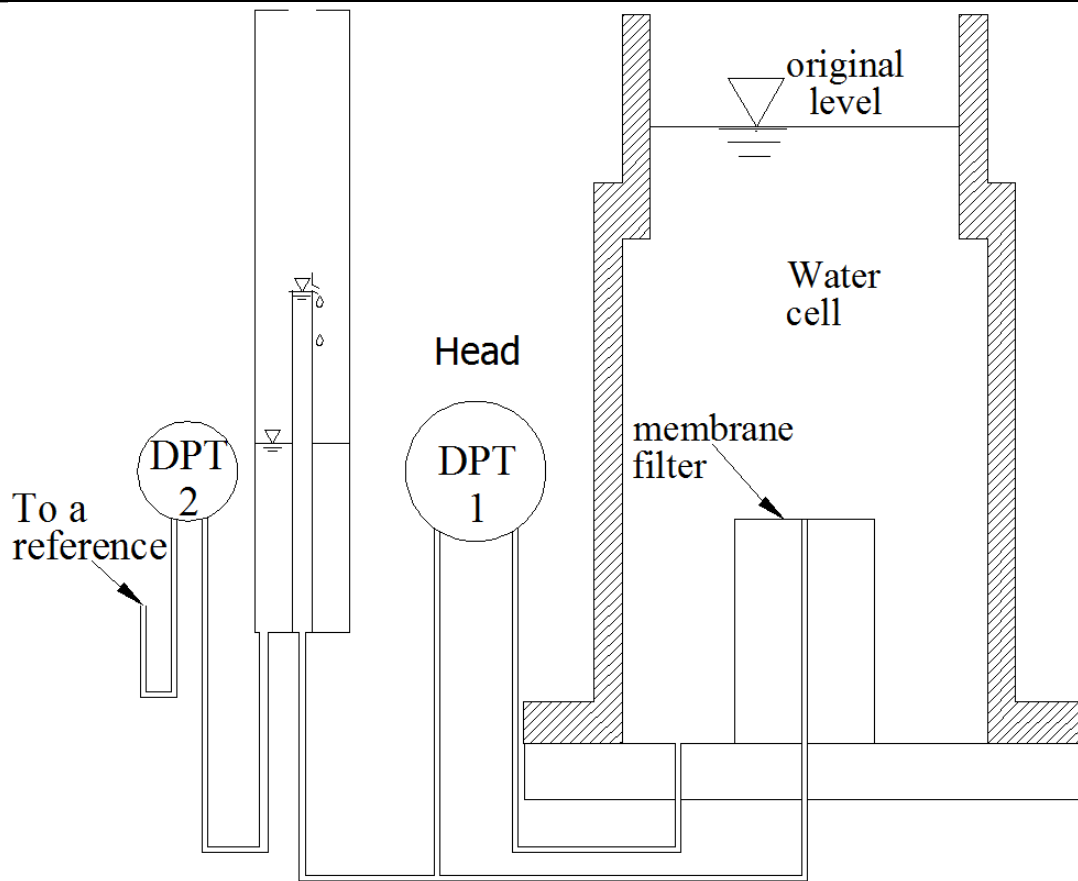 original
level
Water
cell
Head
membrane
filter
DPT
1
DPT
2
To a
reference